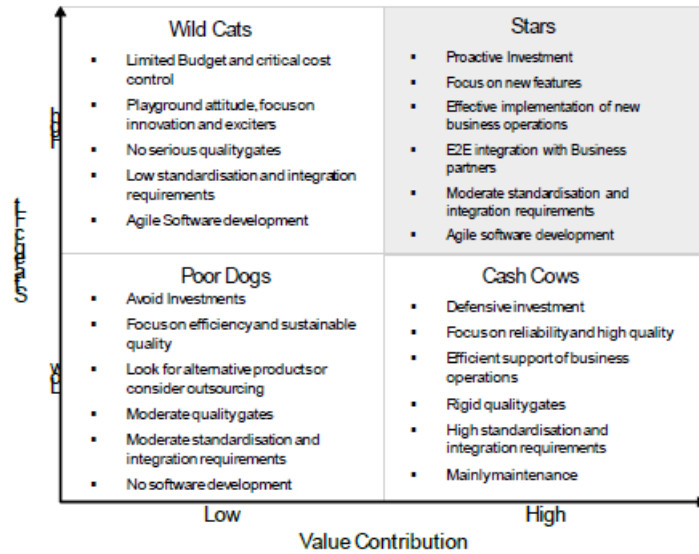 Wild Cats
▪ Limited Budget and critical cost
control
▪ Playground attitude, focus on
innovation and exciters
▪ No serious quality gates
▪ Low standardisation and integration
requirements
▪ Agile Software development
Stars
▪ Proactive Investment
▪ Focus on new features
▪ Effective implementation of new
business operations
▪ E2E integration with Business
partners
▪ Moderate standardisation and
integration requirements
▪ Agile software development
Poor Dogs
▪ Avoid Investments
▪ Focus on efficiency and sustainable
quality
▪ Look for alternative products or
consider outsourcing
▪ Moderate quality gates
▪ Moderate standardisation and
integration requirements
▪ No software development
Cash Cows
▪ Defensive investment
▪ Focus on reliability and high quality
▪ Efficient support of business
operations
▪ Rigid quality gates
▪ High standardisation and
integration requirements
▪ Mainly maintenance
Low
High
Value Contribution